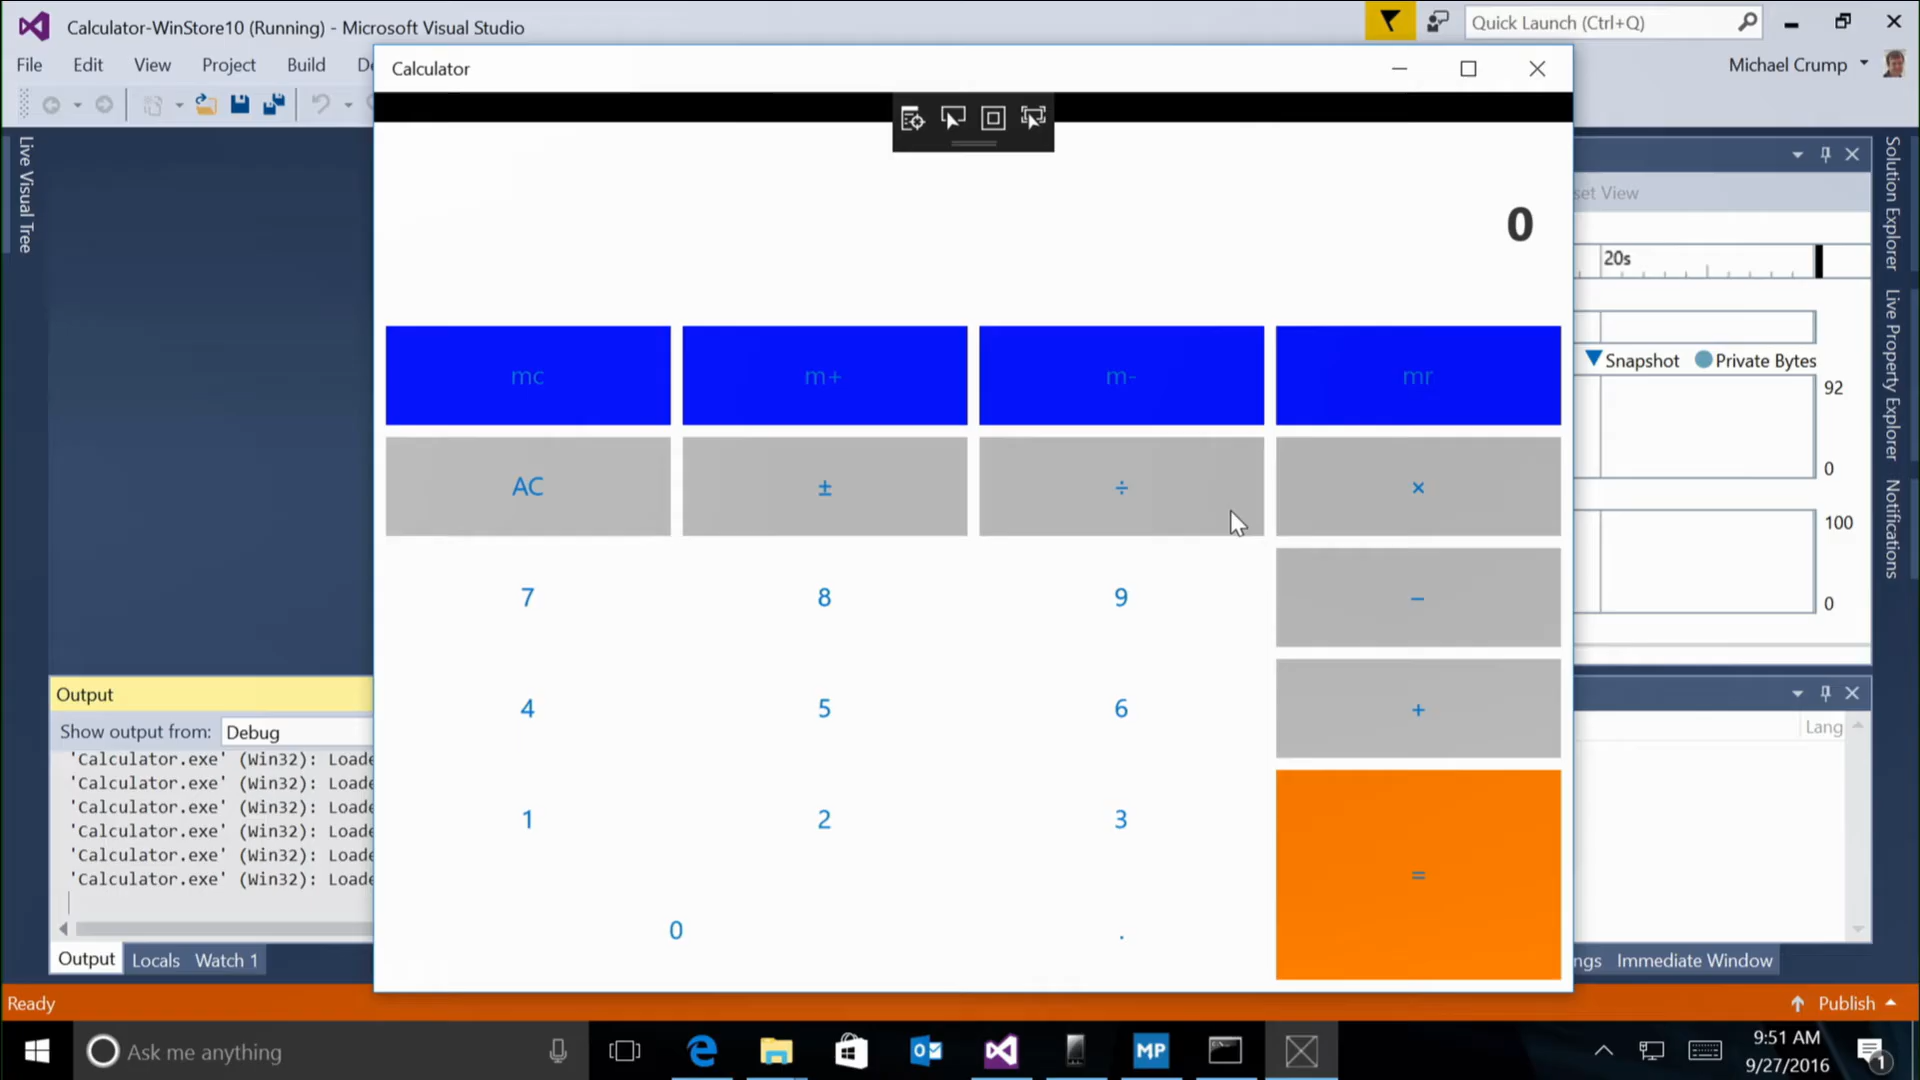 Calculator-WinStore10 (Running) - Microsoft Visual Studio
Quick Launch (Ctrl+Q)
File Edit View Project Build De
Michael Crump
Calculator
Live Visual Tree
Solution Explorer
Live Property Explorer
Notifications
set View
0
20s
Snapshot Private Bytes
92
0
100
0
mc m+ m- mr
AC ± ÷ ×
7 8 9 −
4 5 6 +
1 2 3
=
0 .
Output
Show output from: Debug
'Calculator.exe' (Win32): Loade
'Calculator.exe' (Win32): Loade
'Calculator.exe' (Win32): Loade
'Calculator.exe' (Win32): Loade
'Calculator.exe' (Win32): Loade
'Calculator.exe' (Win32): Loade
Lang
Output Locals Watch 1
ngs Immediate Window
Ready
Publish
Ask me anything
MP
9:51 AM
9/27/2016
1